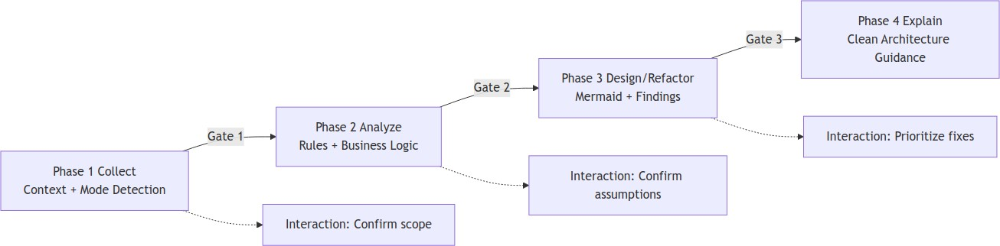 Phase 1 Collect
Context + Mode Detection
Gate 1
Phase 2 Analyze
Rules + Business Logic
Gate 2
Phase 3 Design/Refactor
Mermaid + Findings
Gate 3
Phase 4 Explain
Clean Architecture
Guidance
Interaction: Confirm scope
Interaction: Confirm
assumptions
Interaction: Prioritize fixes